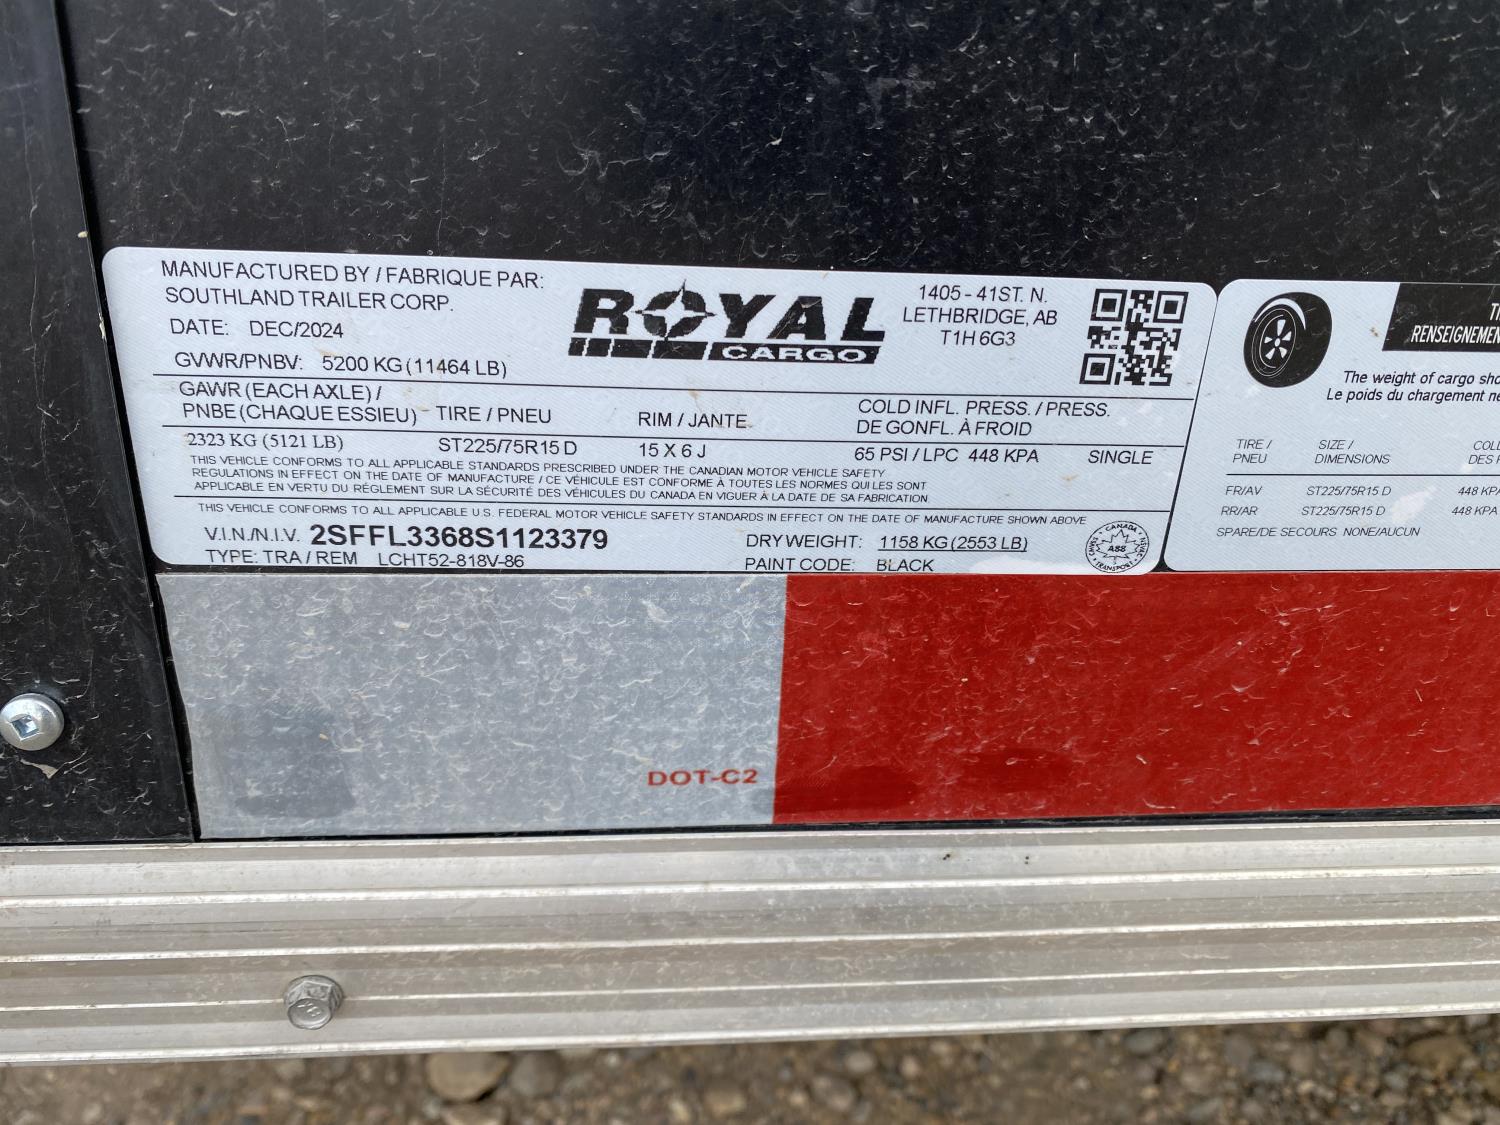 MANUFACTURED BY / FABRIQUE PAR:
SOUTHLAND TRAILER CORP.
DATE: DEC/2024
GVWR/PNBV: 5200 KG (11464 LB)
ROYAL
CARGO
1405 - 41ST. N.
LETHBRIDGE, AB
T1H 6G3
GAWR (EACH AXLE) /
PNBE (CHAQUE ESSIEU)
TIRE / PNEU
RIM / JANTE
COLD INFL. PRESS. / PRESS.
DE GONFL. À FROID
2323 KG (5121 LB)
ST225/75R15 D
15 X 6 J
65 PSI / LPC 448 KPA
SINGLE
THIS VEHICLE CONFORMS TO ALL APPLICABLE STANDARDS PRESCRIBED UNDER THE CANADIAN MOTOR VEHICLE SAFETY
REGULATIONS IN EFFECT ON THE DATE OF MANUFACTURE / CE VÉHICULE EST CONFORME À TOUTES LES NORMES QUI LES SONT
APPLICABLE EN VERTU DU RÉGLEMENT SUR LA SÉCURITÉ DES VÉHICULES DU CANADA EN VIGUER À LA DATE DE SA FABRICATION
THIS VEHICLE CONFORMS TO ALL APPLICABLE U.S. FEDERAL MOTOR VEHICLE SAFETY STANDARDS IN EFFECT ON THE DATE OF MANUFACTURE SHOWN ABOVE
V.I.N./N.I.V. 2SFFL3368S1123379
TYPE: TRA / REM LCHT52-818V-86
DRY WEIGHT: 1158 KG (2553 LB)
PAINT CODE: BLACK
CANADA
A88
TRANSPORT
RENSEIGNEMEN
The weight of cargo sho
Le poids du chargement ne
TIRE /
PNEU
SIZE /
DIMENSIONS
COL
DES
FR/AV ST225/75R15 D 448 KPA
RR/AR ST225/75R15 D 448 KPA
SPARE/DE SECOURS NONE/AUCUN
DOT-C2